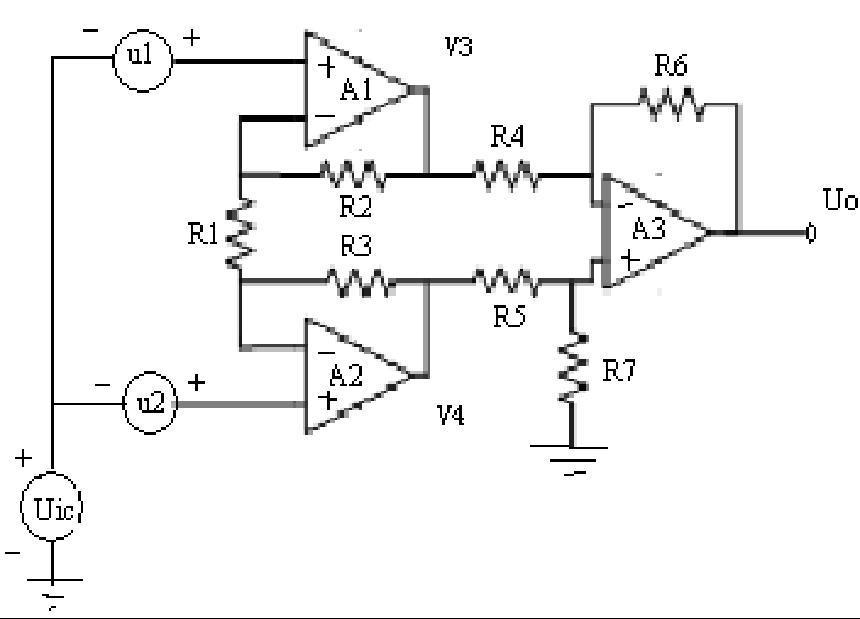 - u1 +
+ A1 -
V3
R6
R4
R2
Uo
- A3 +
R1
R3
R5
- A2 +
R7
- u2 +
V4
+
Uic
-